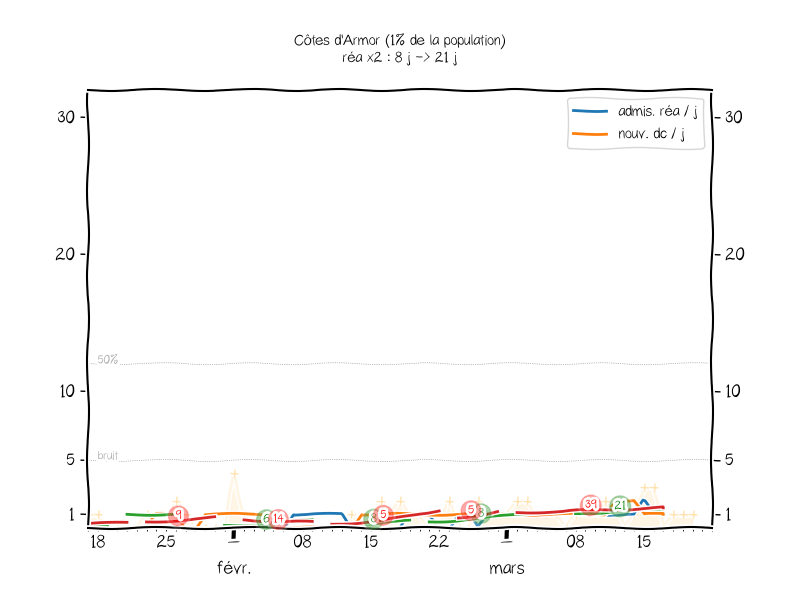 Côtes d'Armor (1% de la population)
réa x2 : 8 j -> 21 j
admis. réa / j
nouv. dc / j
30 30
20 20
50%
10 10
bruit
5 5
9 6 14 8 5 5 8 39 21
1 1
18 25 1 08 15 22 1 08 15
févr. mars